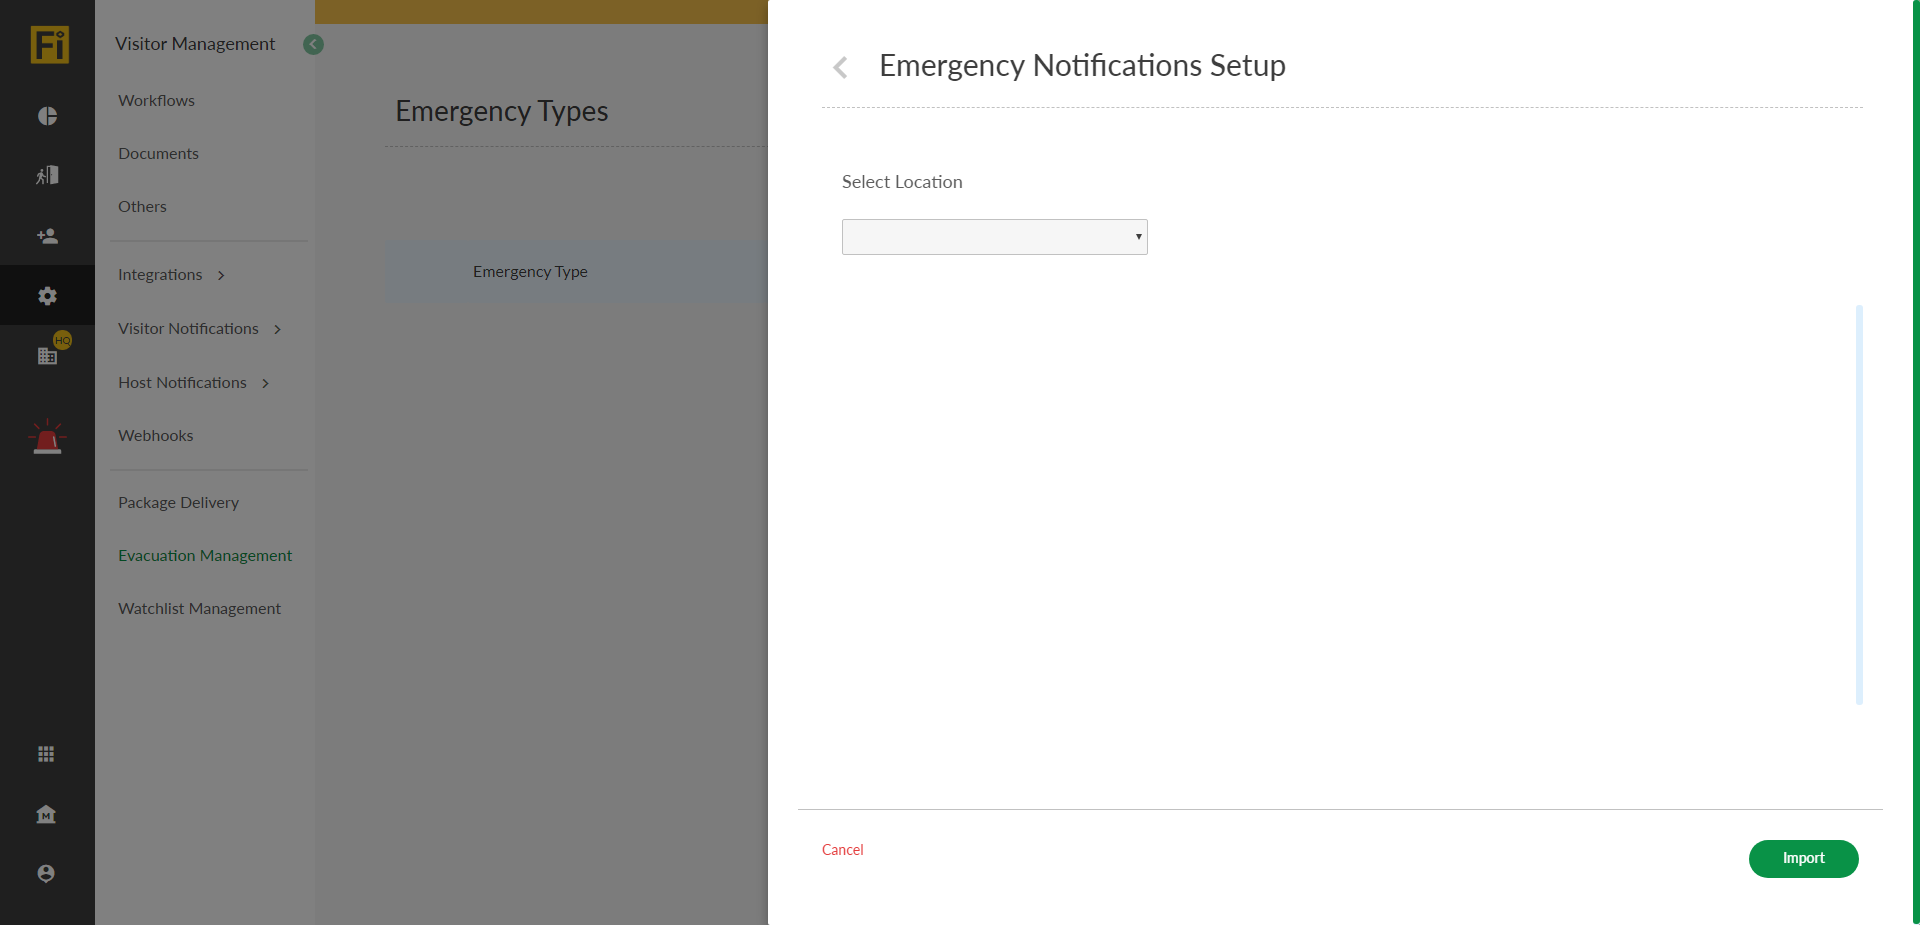 Fi
HQ
M
Visitor Management
Workflows
Documents
Others
Integrations
Visitor Notifications
Host Notifications
Webhooks
Package Delivery
Evacuation Management
Watchlist Management
Emergency Types
Emergency Type
Emergency Notifications Setup
Select Location
Cancel
Import